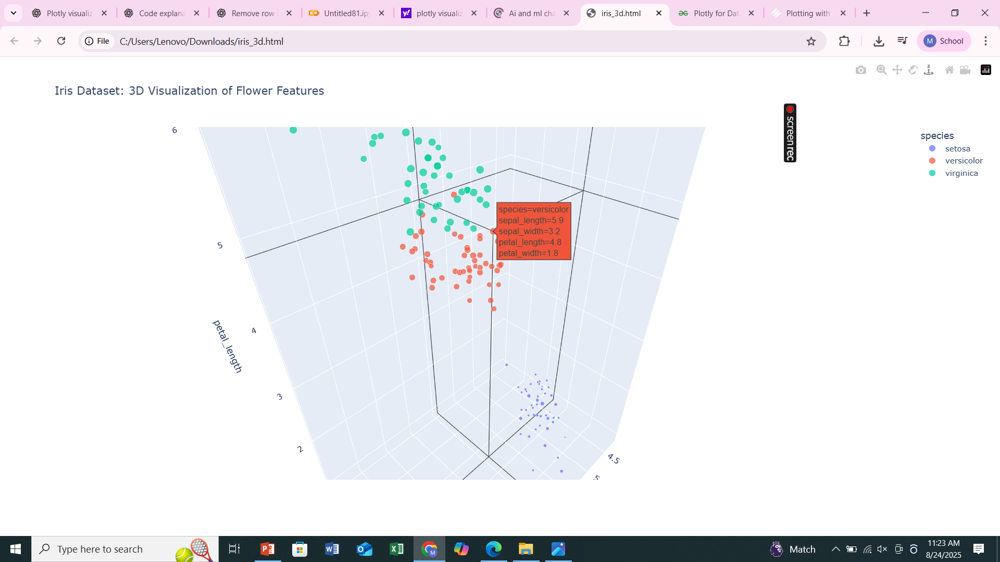 Plotly visualiz
Code explana
Remove row i
Untitled81.ip
plotly visualiz
Ai and ml cha
iris_3d.html
Plotly for Dat
Plotting with
File
C:/Users/Lenovo/Downloads/iris_3d.html
M
School
Iris Dataset: 3D Visualization of Flower Features
screenrec
species
setosa
versicolor
virginica
6
5
4
3
2
petal_length
species=versicolor
sepal_length=5.9
sepal_width=3.2
petal_length=4.8
petal_width=1.8
4.5
Type here to search
Match
11:23 AM
8/24/2025